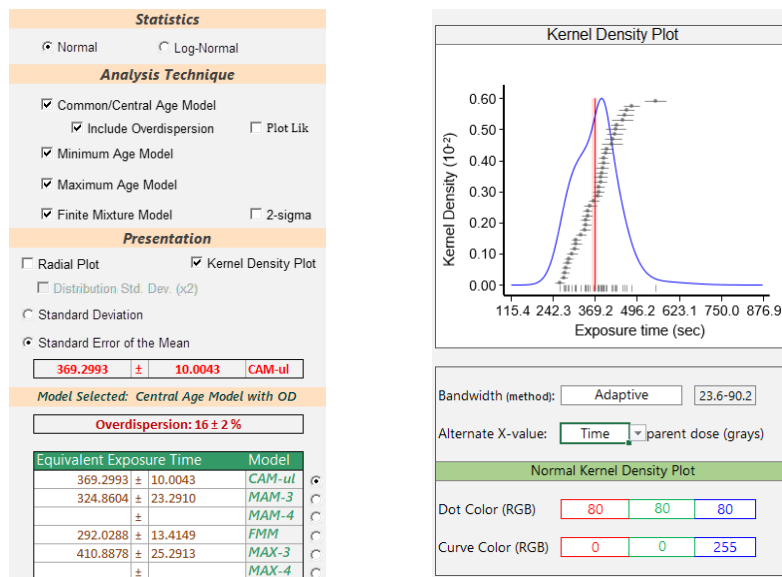 Statistics
Normal Log-Normal
Analysis Technique
Common/Central Age Model
Include Overdispersion Plot Lik
Minimum Age Model
Maximum Age Model
Finite Mixture Model 2-sigma
Presentation
Radial Plot Kernel Density Plot
Distribution Std. Dev. (x2)
Standard Deviation
Standard Error of the Mean
369.2993 ± 10.0043 CAM-ul
Model Selected: Central Age Model with OD
Overdispersion: 16 ± 2 %
Equivalent Exposure Time Model
369.2993 ± 10.0043 CAM-ul
324.8604 ± 23.2910 MAM-3
± MAM-4
292.0288 ± 13.4149 FMM
410.8878 ± 25.2913 MAX-3
± MAX-4
Kernel Density Plot
Kernel Density (10⁻²)
0.60
0.50
0.40
0.30
0.20
0.10
0.00
115.4 242.3 369.2 496.2 623.1 750.0 876.9
Exposure time (sec)
Bandwidth (method): Adaptive 23.6-90.2
Alternate X-value: Time parent dose (grays)
Normal Kernel Density Plot
Dot Color (RGB) 80 80 80
Curve Color (RGB) 0 0 255